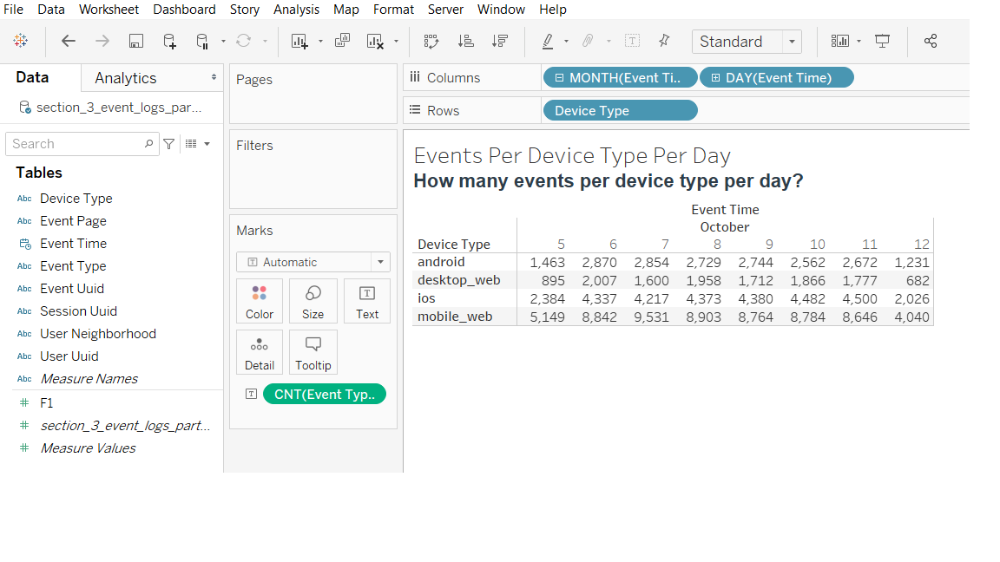 File Data Worksheet Dashboard Story Analysis Map Format Server Window Help
Standard
Data Analytics
section_3_event_logs_par...
Search
Tables
Abc Device Type
Abc Event Page
Event Time
Abc Event Type
Abc Event Uuid
Abc Session Uuid
Abc User Neighborhood
Abc User Uuid
Abc Measure Names
# F1
# section_3_event_logs_part...
# Measure Values
Pages
Filters
Marks
T Automatic
Color Size T Text
Detail Tooltip
T CNT(Event Typ..
Columns MONTH(Event Ti.. DAY(Event Time)
Rows Device Type
Events Per Device Type Per Day
How many events per device type per day?
Event Time
October
Device Type 5 6 7 8 9 10 11 12
android 1,463 2,870 2,854 2,729 2,744 2,562 2,672 1,231
desktop_web 895 2,007 1,600 1,958 1,712 1,866 1,777 682
ios 2,384 4,337 4,217 4,373 4,380 4,482 4,500 2,026
mobile_web 5,149 8,842 9,531 8,903 8,764 8,784 8,646 4,040